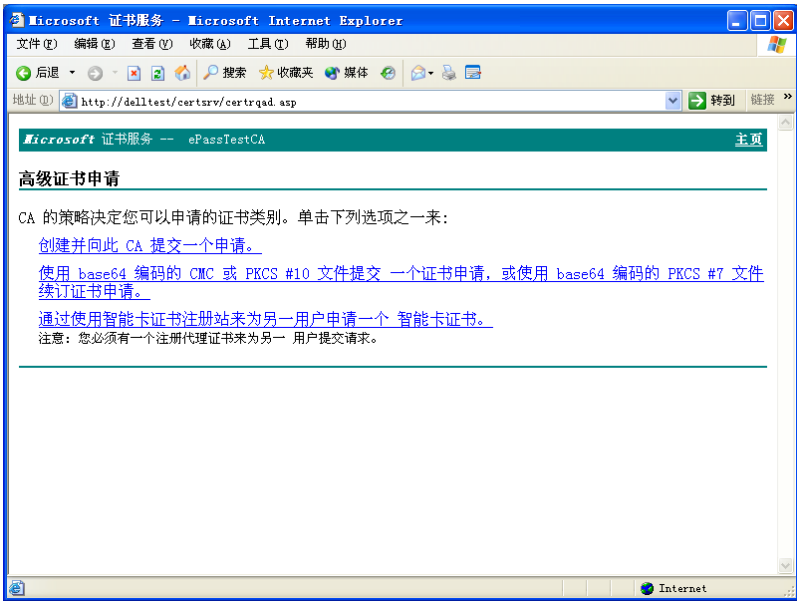 Microsoft 证书服务 - Microsoft Internet Explorer
文件(F) 编辑(E) 查看(V) 收藏(A) 工具(T) 帮助(H)
后退 搜索 收藏夹 媒体
地址(D) http://delltest/certsrv/certrqad.asp 转到 链接 »
Microsoft 证书服务 -- ePassTestCA 主页
高级证书申请
CA 的策略决定您可以申请的证书类别。单击下列选项之一来:
创建并向此 CA 提交一个申请。
使用 base64 编码的 CMC 或 PKCS #10 文件提交 一个证书申请，或使用 base64 编码的 PKCS #7 文件
续订证书申请。
通过使用智能卡证书注册站来为另一用户申请一个 智能卡证书。
注意: 您必须有一个注册代理证书来为另一 用户提交请求。
Internet